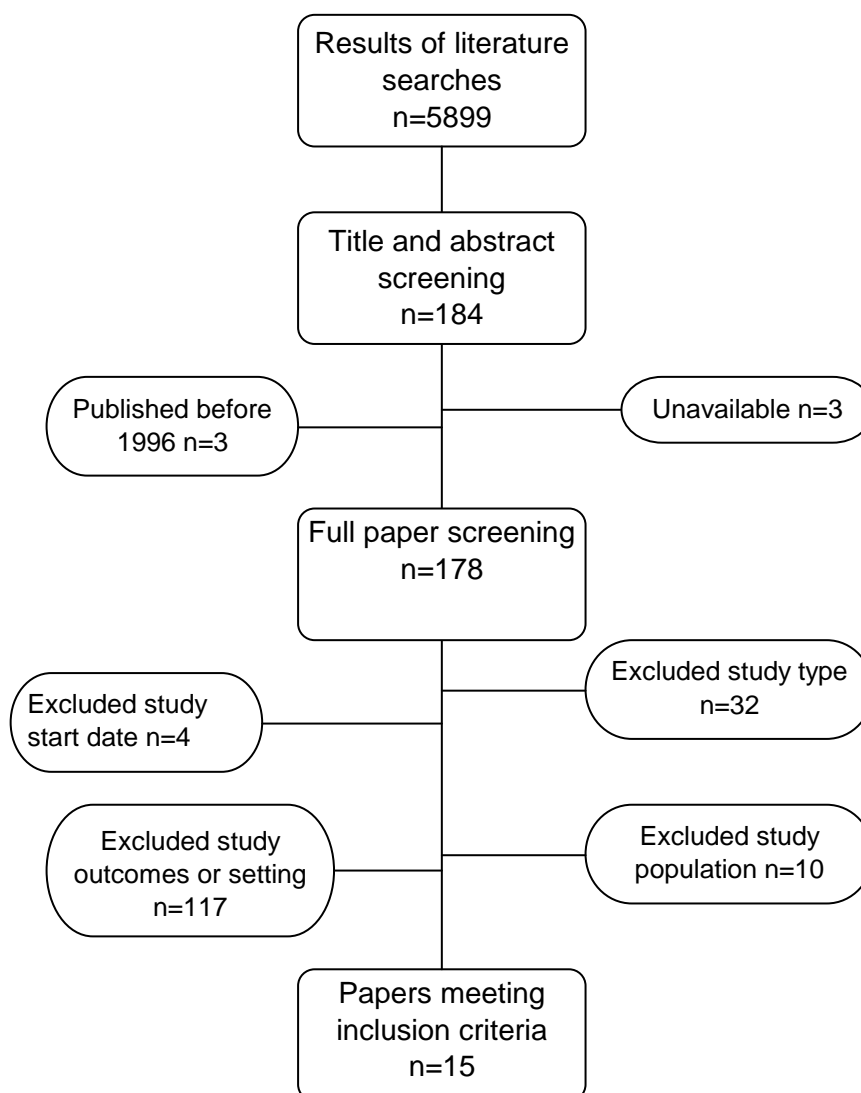 Results of literature
searches
n=5899
Title and abstract
screening
n=184
Published before
1996 n=3
Unavailable n=3
Full paper screening
n=178
Excluded study type
n=32
Excluded study
start date n=4
Excluded study
outcomes or setting
n=117
Excluded study
population n=10
Papers meeting
inclusion criteria
n=15